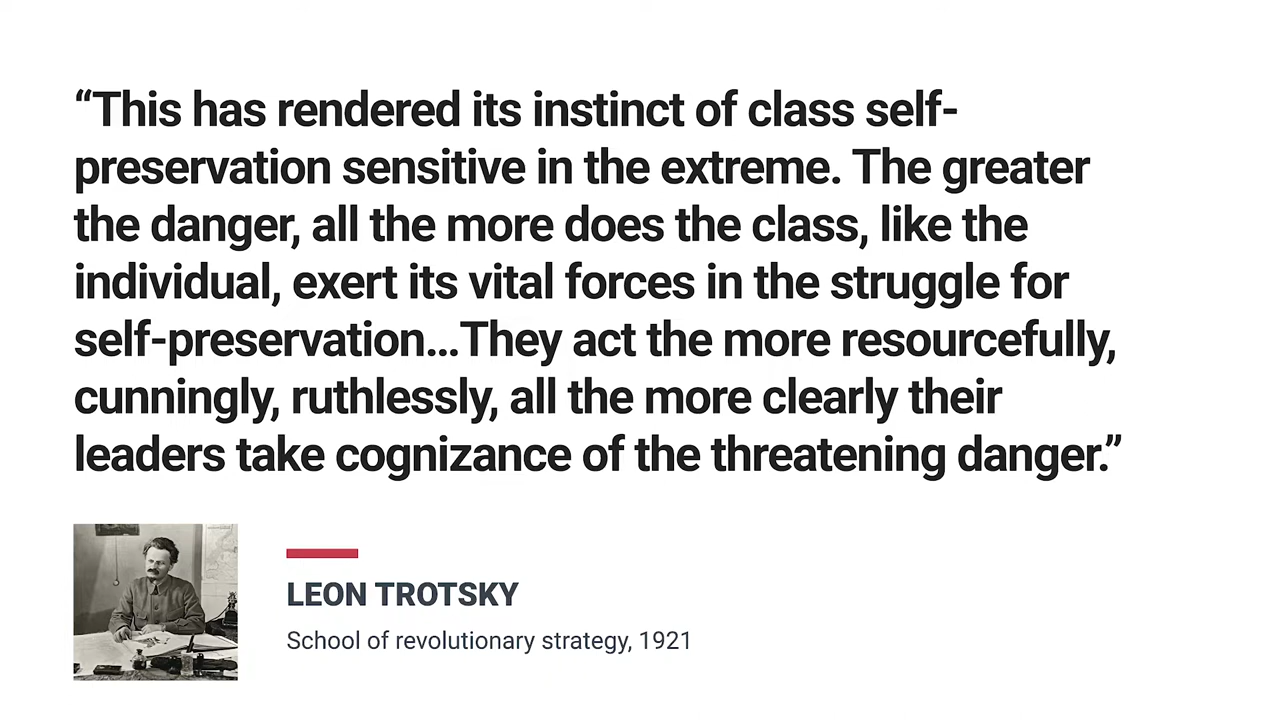 “This has rendered its instinct of class self-
preservation sensitive in the extreme. The greater
the danger, all the more does the class, like the
individual, exert its vital forces in the struggle for
self-preservation...They act the more resourcefully,
cunningly, ruthlessly, all the more clearly their
leaders take cognizance of the threatening danger.”
LEON TROTSKY
School of revolutionary strategy, 1921